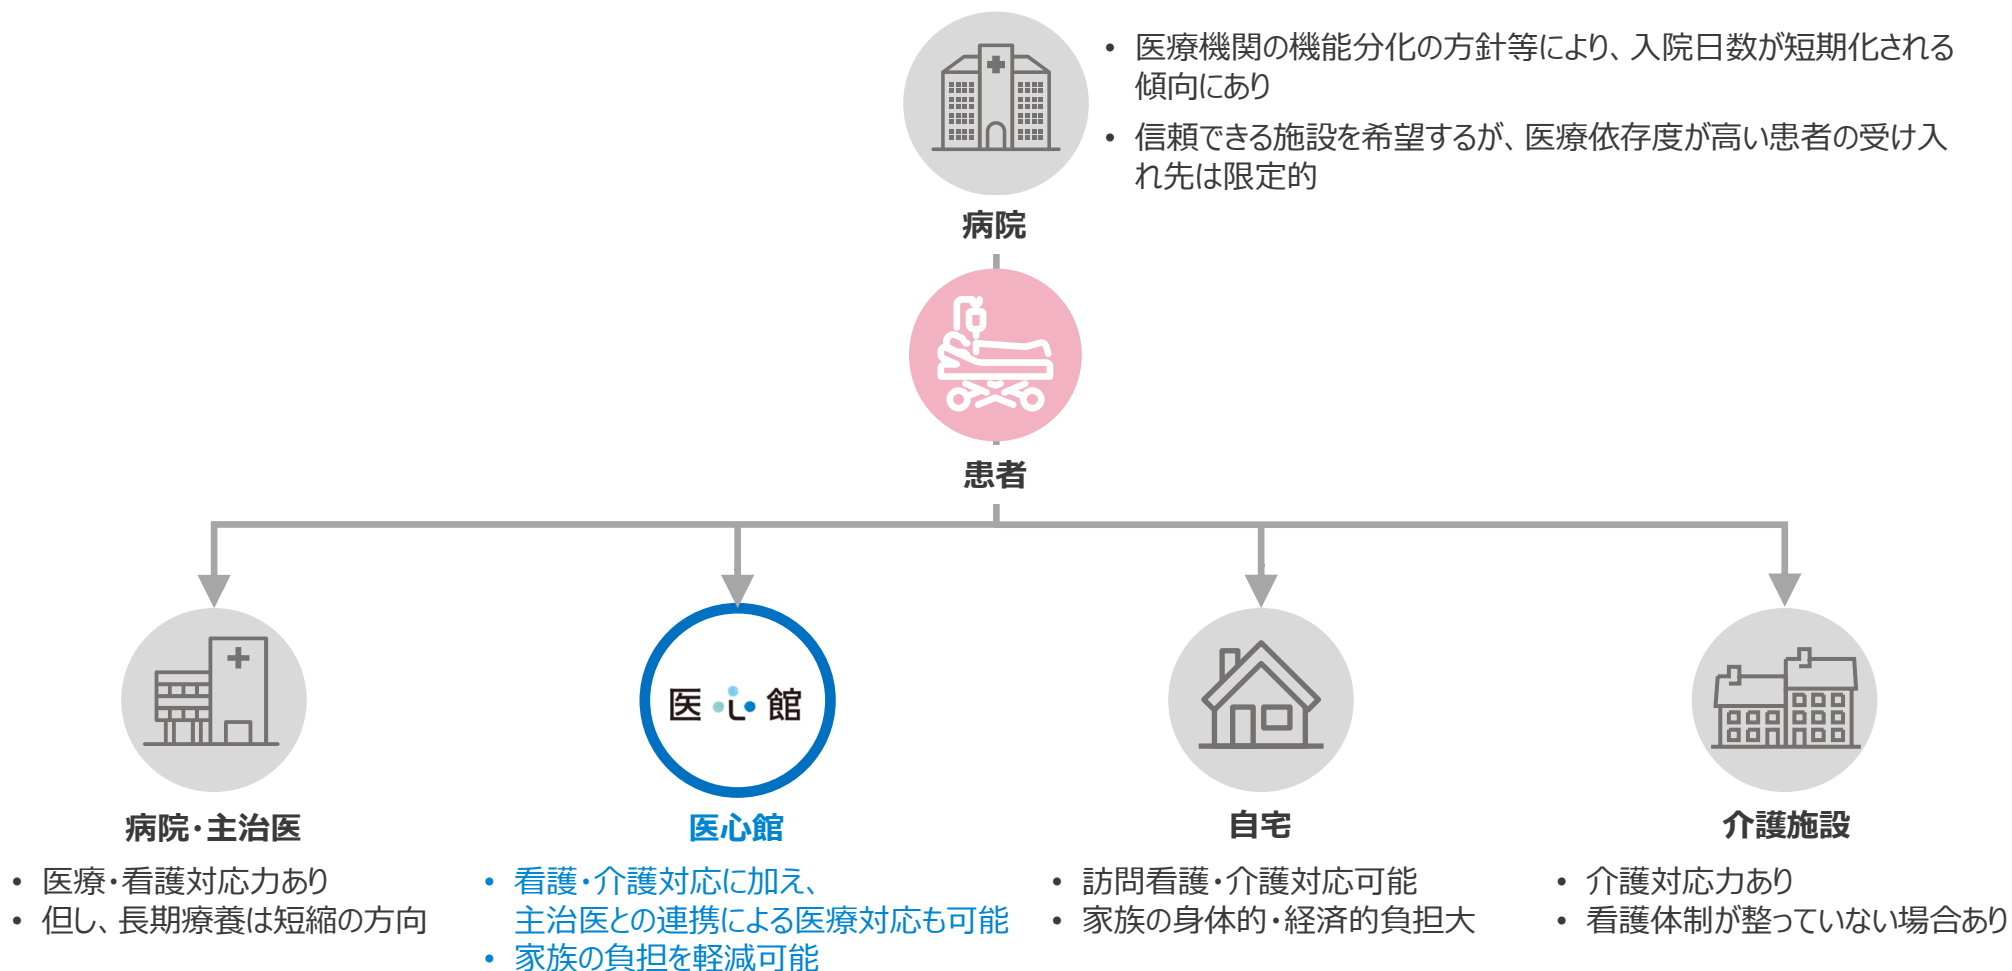 • 医療機関の機能分化の方針等により、入院日数が短期化される
傾向にあり
• 信頼できる施設を希望するが、医療依存度が高い患者の受け入
れ先は限定的
病院
患者
病院・主治医
• 医療・看護対応力あり
• 但し、長期療養は短縮の方向
医心館
医心館
• 看護・介護対応に加え、
主治医との連携による医療対応も可能
• 家族の負担を軽減可能
自宅
• 訪問看護・介護対応可能
• 家族の身体的・経済的負担大
介護施設
• 介護対応力あり
• 看護体制が整っていない場合あり